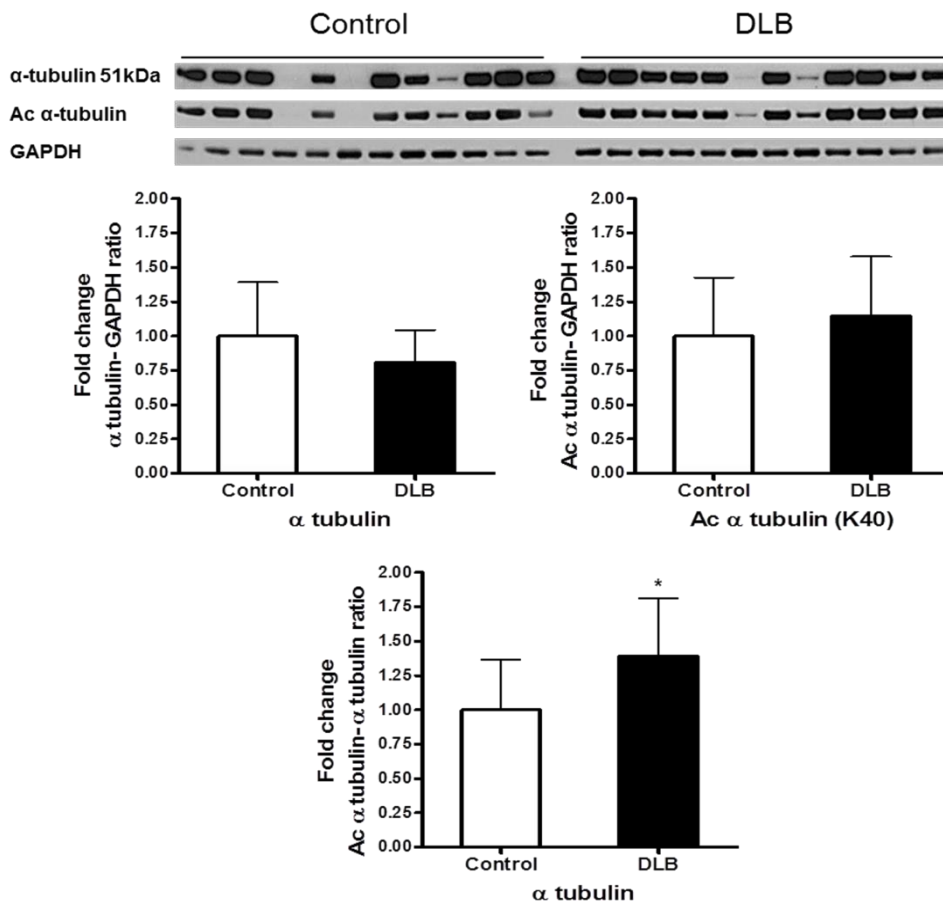 Control DLB
α-tubulin 51kDa
Ac α-tubulin
GAPDH
Fold change
α tubulin- GAPDH ratio
2.00
1.75
1.50
1.25
1.00
0.75
0.50
0.25
0.00
Control DLB
α tubulin
Fold change
Ac α tubulin- GAPDH ratio
2.00
1.75
1.50
1.25
1.00
0.75
0.50
0.25
0.00
Control DLB
Ac α tubulin (K40)
Fold change
Ac α tubulin- α tubulin ratio
2.00
1.75
1.50
1.25
1.00
0.75
0.50
0.25
0.00
*
Control DLB
α tubulin